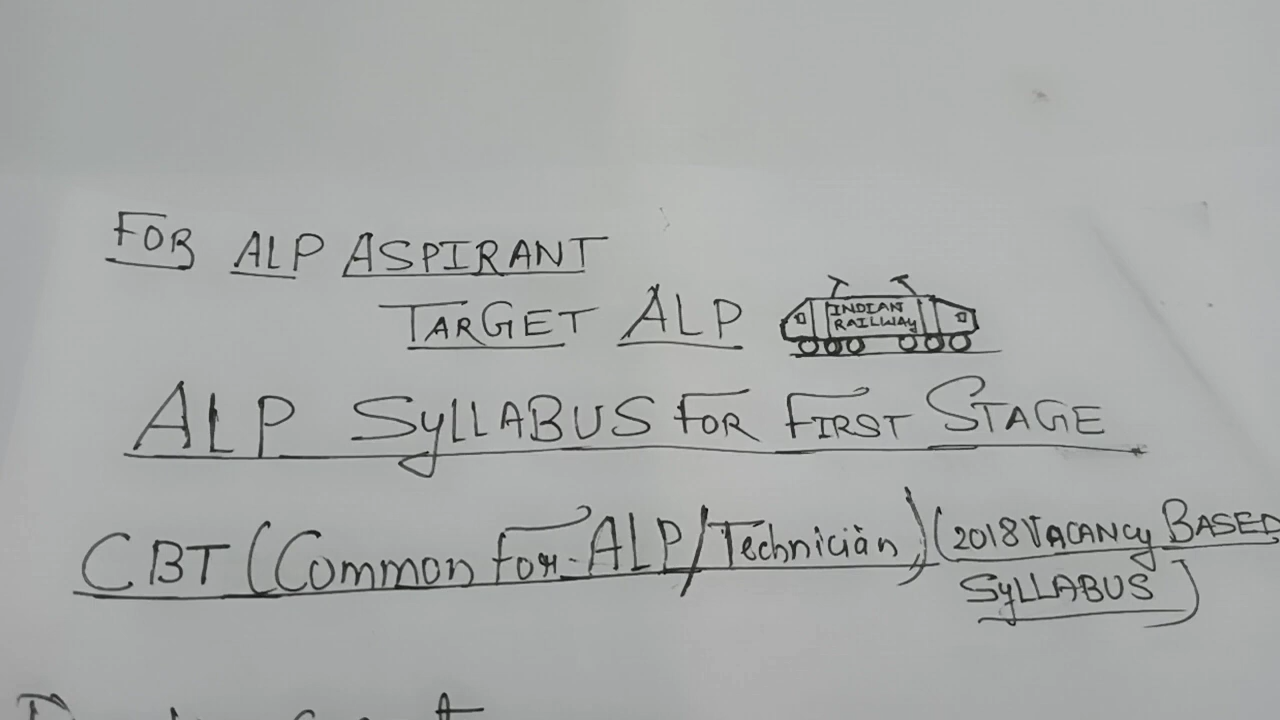 FOR ALP ASPIRANT
TARGET ALP
INDIAN
RAILWAY
ALP SYLLABUS FOR FIRST STAGE
CBT (Common for ALP/Technician) (2018 VACANCY BASED
SYLLABUS)